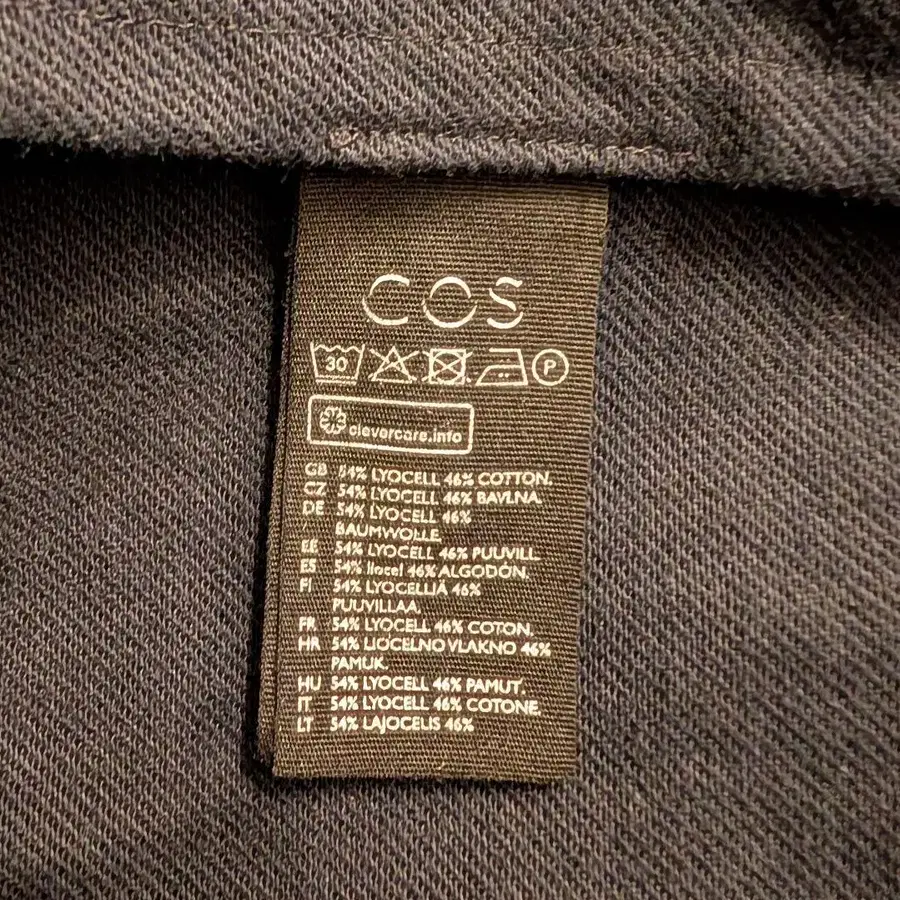 COS
30 P
clevercare.info
GB 54% LYOCELL 46% COTTON.
CZ 54% LYOCELL 46% BAVLNA.
DE 54% LYOCELL 46%
BAUMWOLLE.
EE 54% LYOCELL 46% PUUVILL.
ES 54% liocel 46% ALGODÓN.
FI 54% LYOCELLIÄ 46%
PUUVILLAA.
FR 54% LYOCELL 46% COTON.
HR 54% LIOCELNO VLAKNO 46%
PAMUK.
HU 54% LYOCELL 46% PAMUT.
IT 54% LYOCELL 46% COTONE.
LT 54% LAJOCELIS 46%